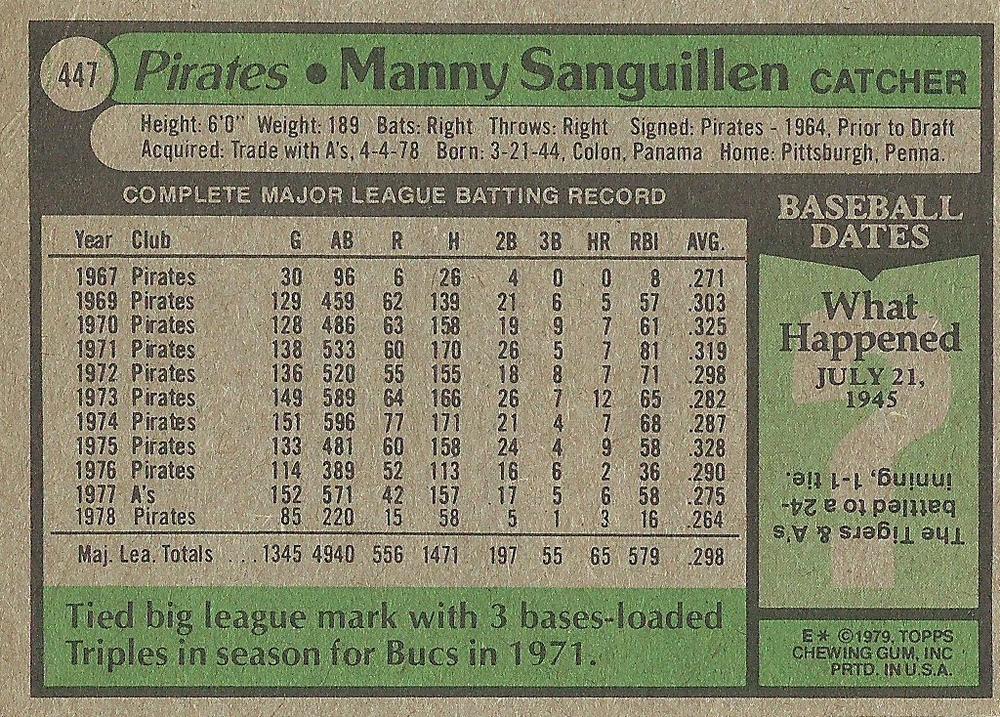 447 Pirates • Manny Sanguillen CATCHER
Height: 6'0" Weight: 189 Bats: Right Throws: Right Signed: Pirates - 1964, Prior to Draft
Acquired: Trade with A's, 4-4-78 Born: 3-21-44, Colon, Panama Home: Pittsburgh, Penna.
COMPLETE MAJOR LEAGUE BATTING RECORD
Year Club G AB R H 2B 3B HR RBI AVG.
1967 Pirates 30 96 6 26 4 0 0 8 .271
1969 Pirates 129 459 62 139 21 6 5 57 .303
1970 Pirates 128 486 63 158 19 9 7 61 .325
1971 Pirates 138 533 60 170 26 5 7 81 .319
1972 Pirates 136 520 55 155 18 8 7 71 .298
1973 Pirates 149 589 64 166 26 7 12 65 .282
1974 Pirates 151 596 77 171 21 4 7 68 .287
1975 Pirates 133 481 60 158 24 4 9 58 .328
1976 Pirates 114 389 52 113 16 6 2 36 .290
1977 A's 152 571 42 157 17 5 6 58 .275
1978 Pirates 85 220 15 58 5 1 3 16 .264
Maj. Lea. Totals ... 1345 4940 556 1471 197 55 65 579 .298
Tied big league mark with 3 bases-loaded
Triples in season for Bucs in 1971.
BASEBALL
DATES
What
Happened
JULY 21,
1945
?
The Tigers & A's
battled to a 24-
inning, 1-1 tie.
E* ©1979, TOPPS
CHEWING GUM, INC
PRTD. IN U.S.A.